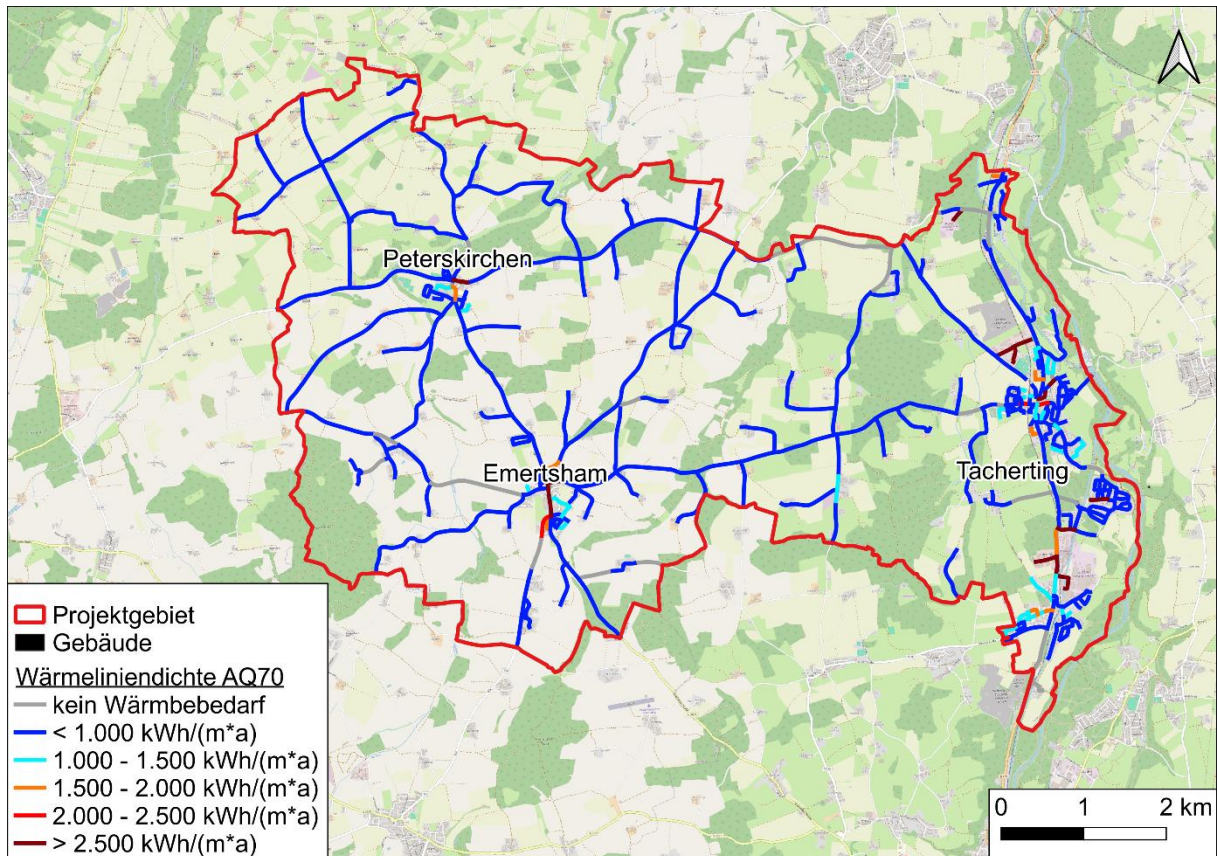 Peterskirchen
Emertsham
Tacherting
Projektgebiet
Gebäude
Wärmeliniendichte AQ70
kein Wärmbebedarf
< 1.000 kWh/(m*a)
1.000 - 1.500 kWh/(m*a)
1.500 - 2.000 kWh/(m*a)
2.000 - 2.500 kWh/(m*a)
> 2.500 kWh/(m*a)
0 1 2 km